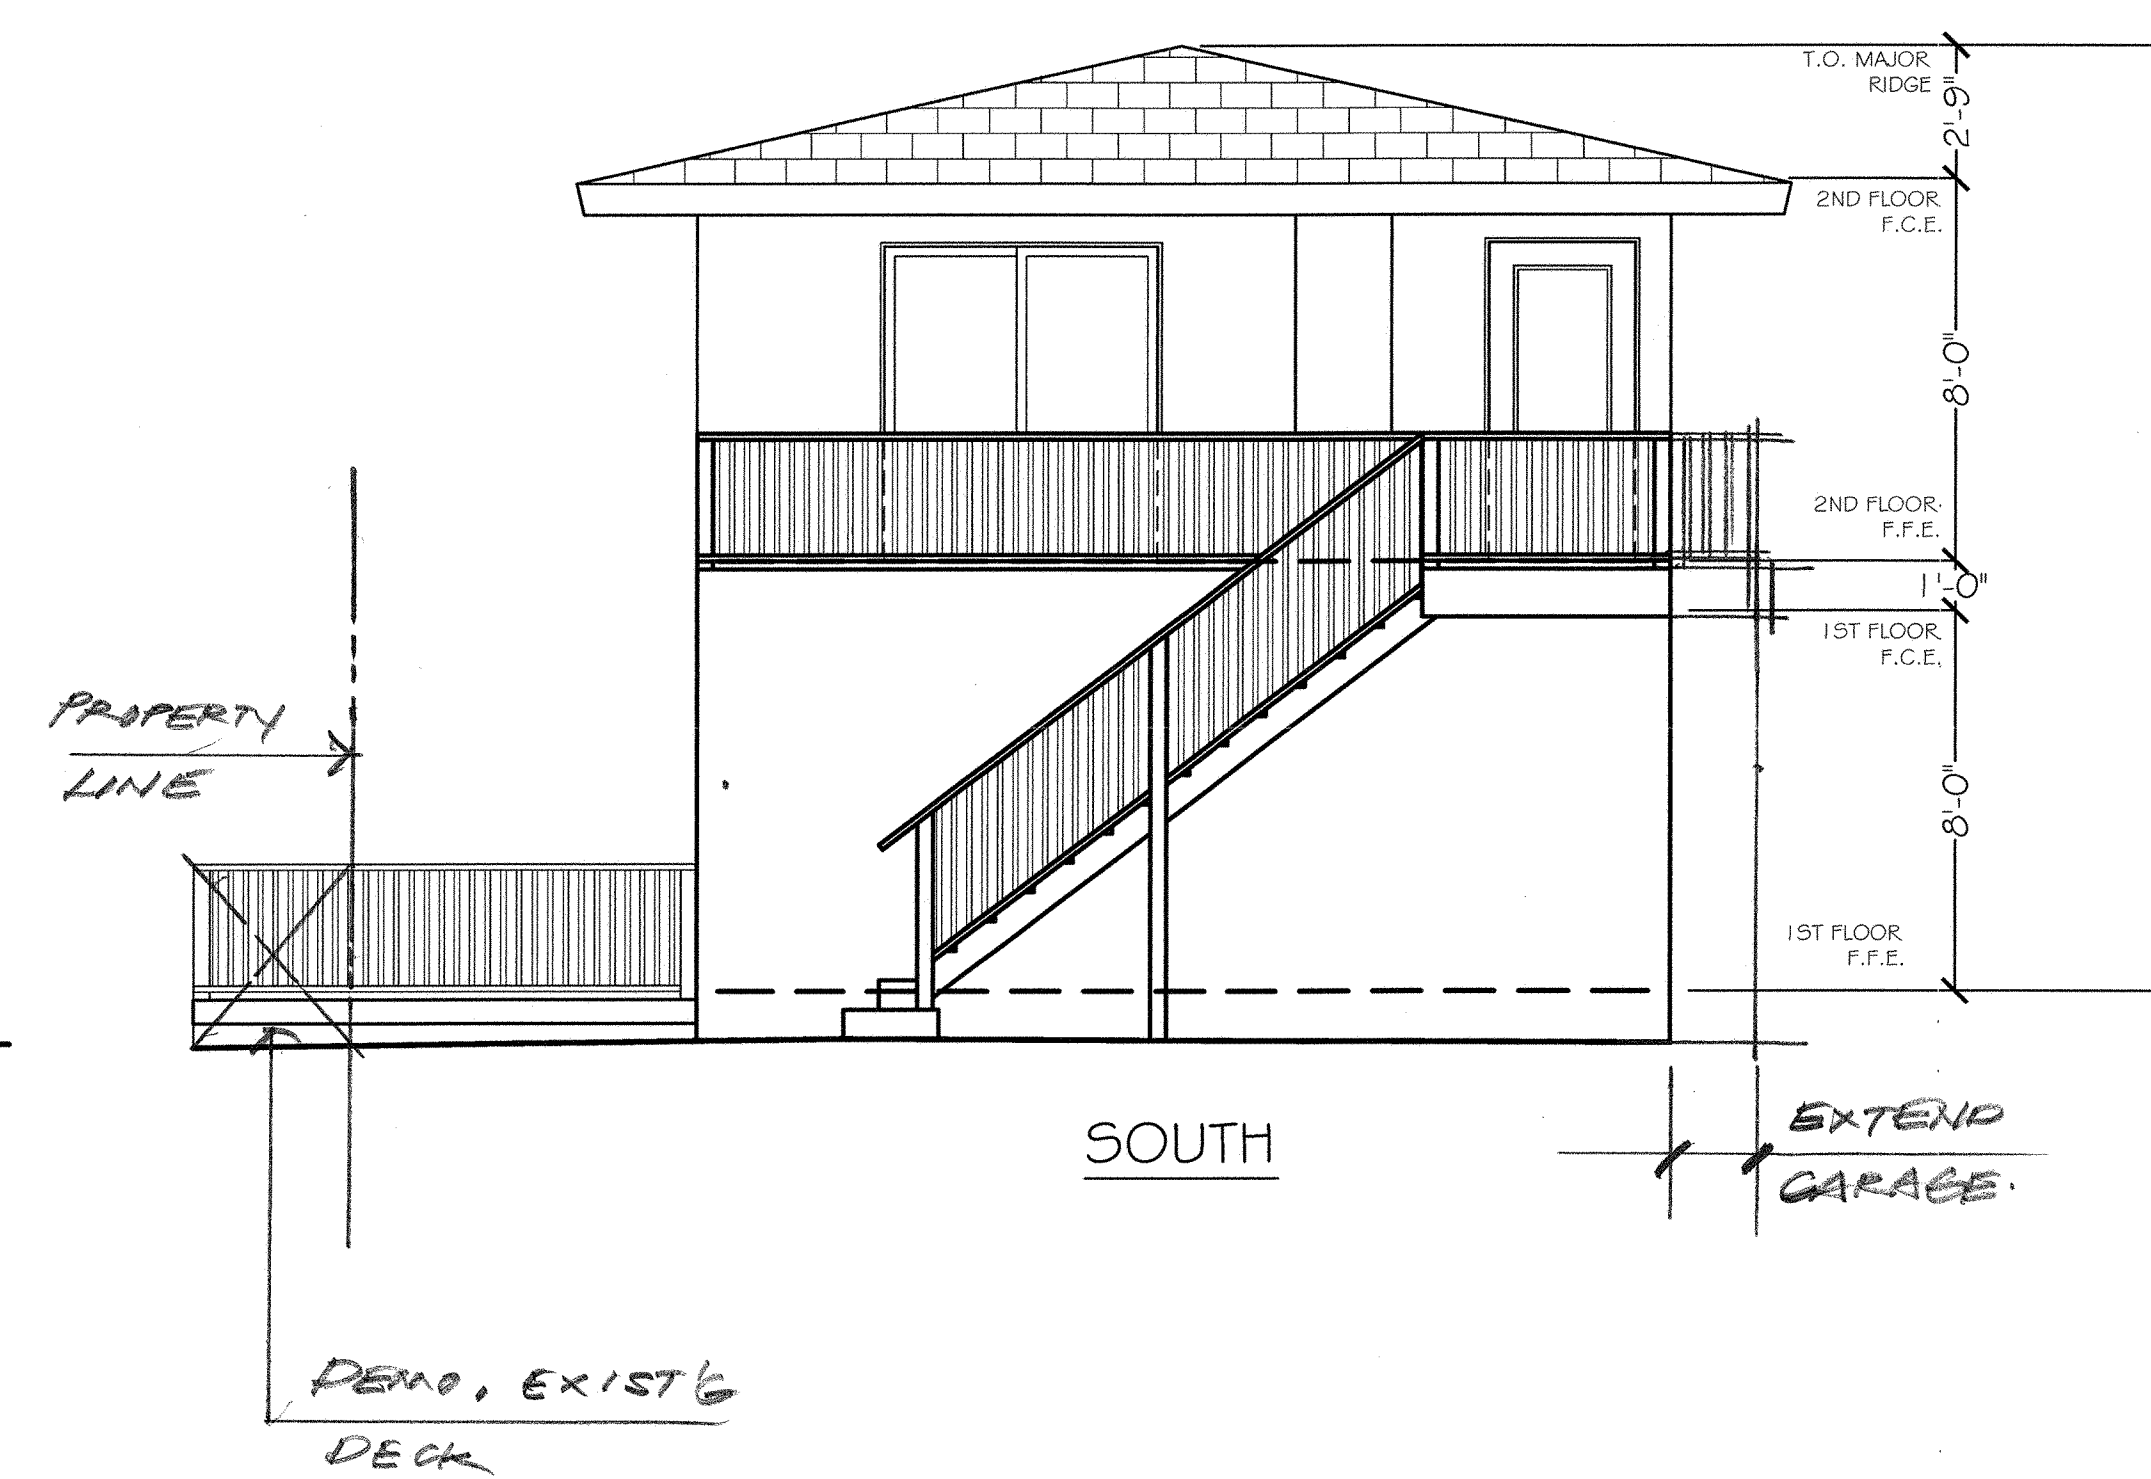 T.O. MAJOR
RIDGE
2'-9"
2ND FLOOR
F.C.E.
8'-0"
2ND FLOOR
F.F.E.
1'-0"
1ST FLOOR
F.C.E.
8'-0"
1ST FLOOR
F.F.E.
PROPERTY
LINE
SOUTH
EXTEND
GARAGE.
DEMO. EXIST'G
DECK